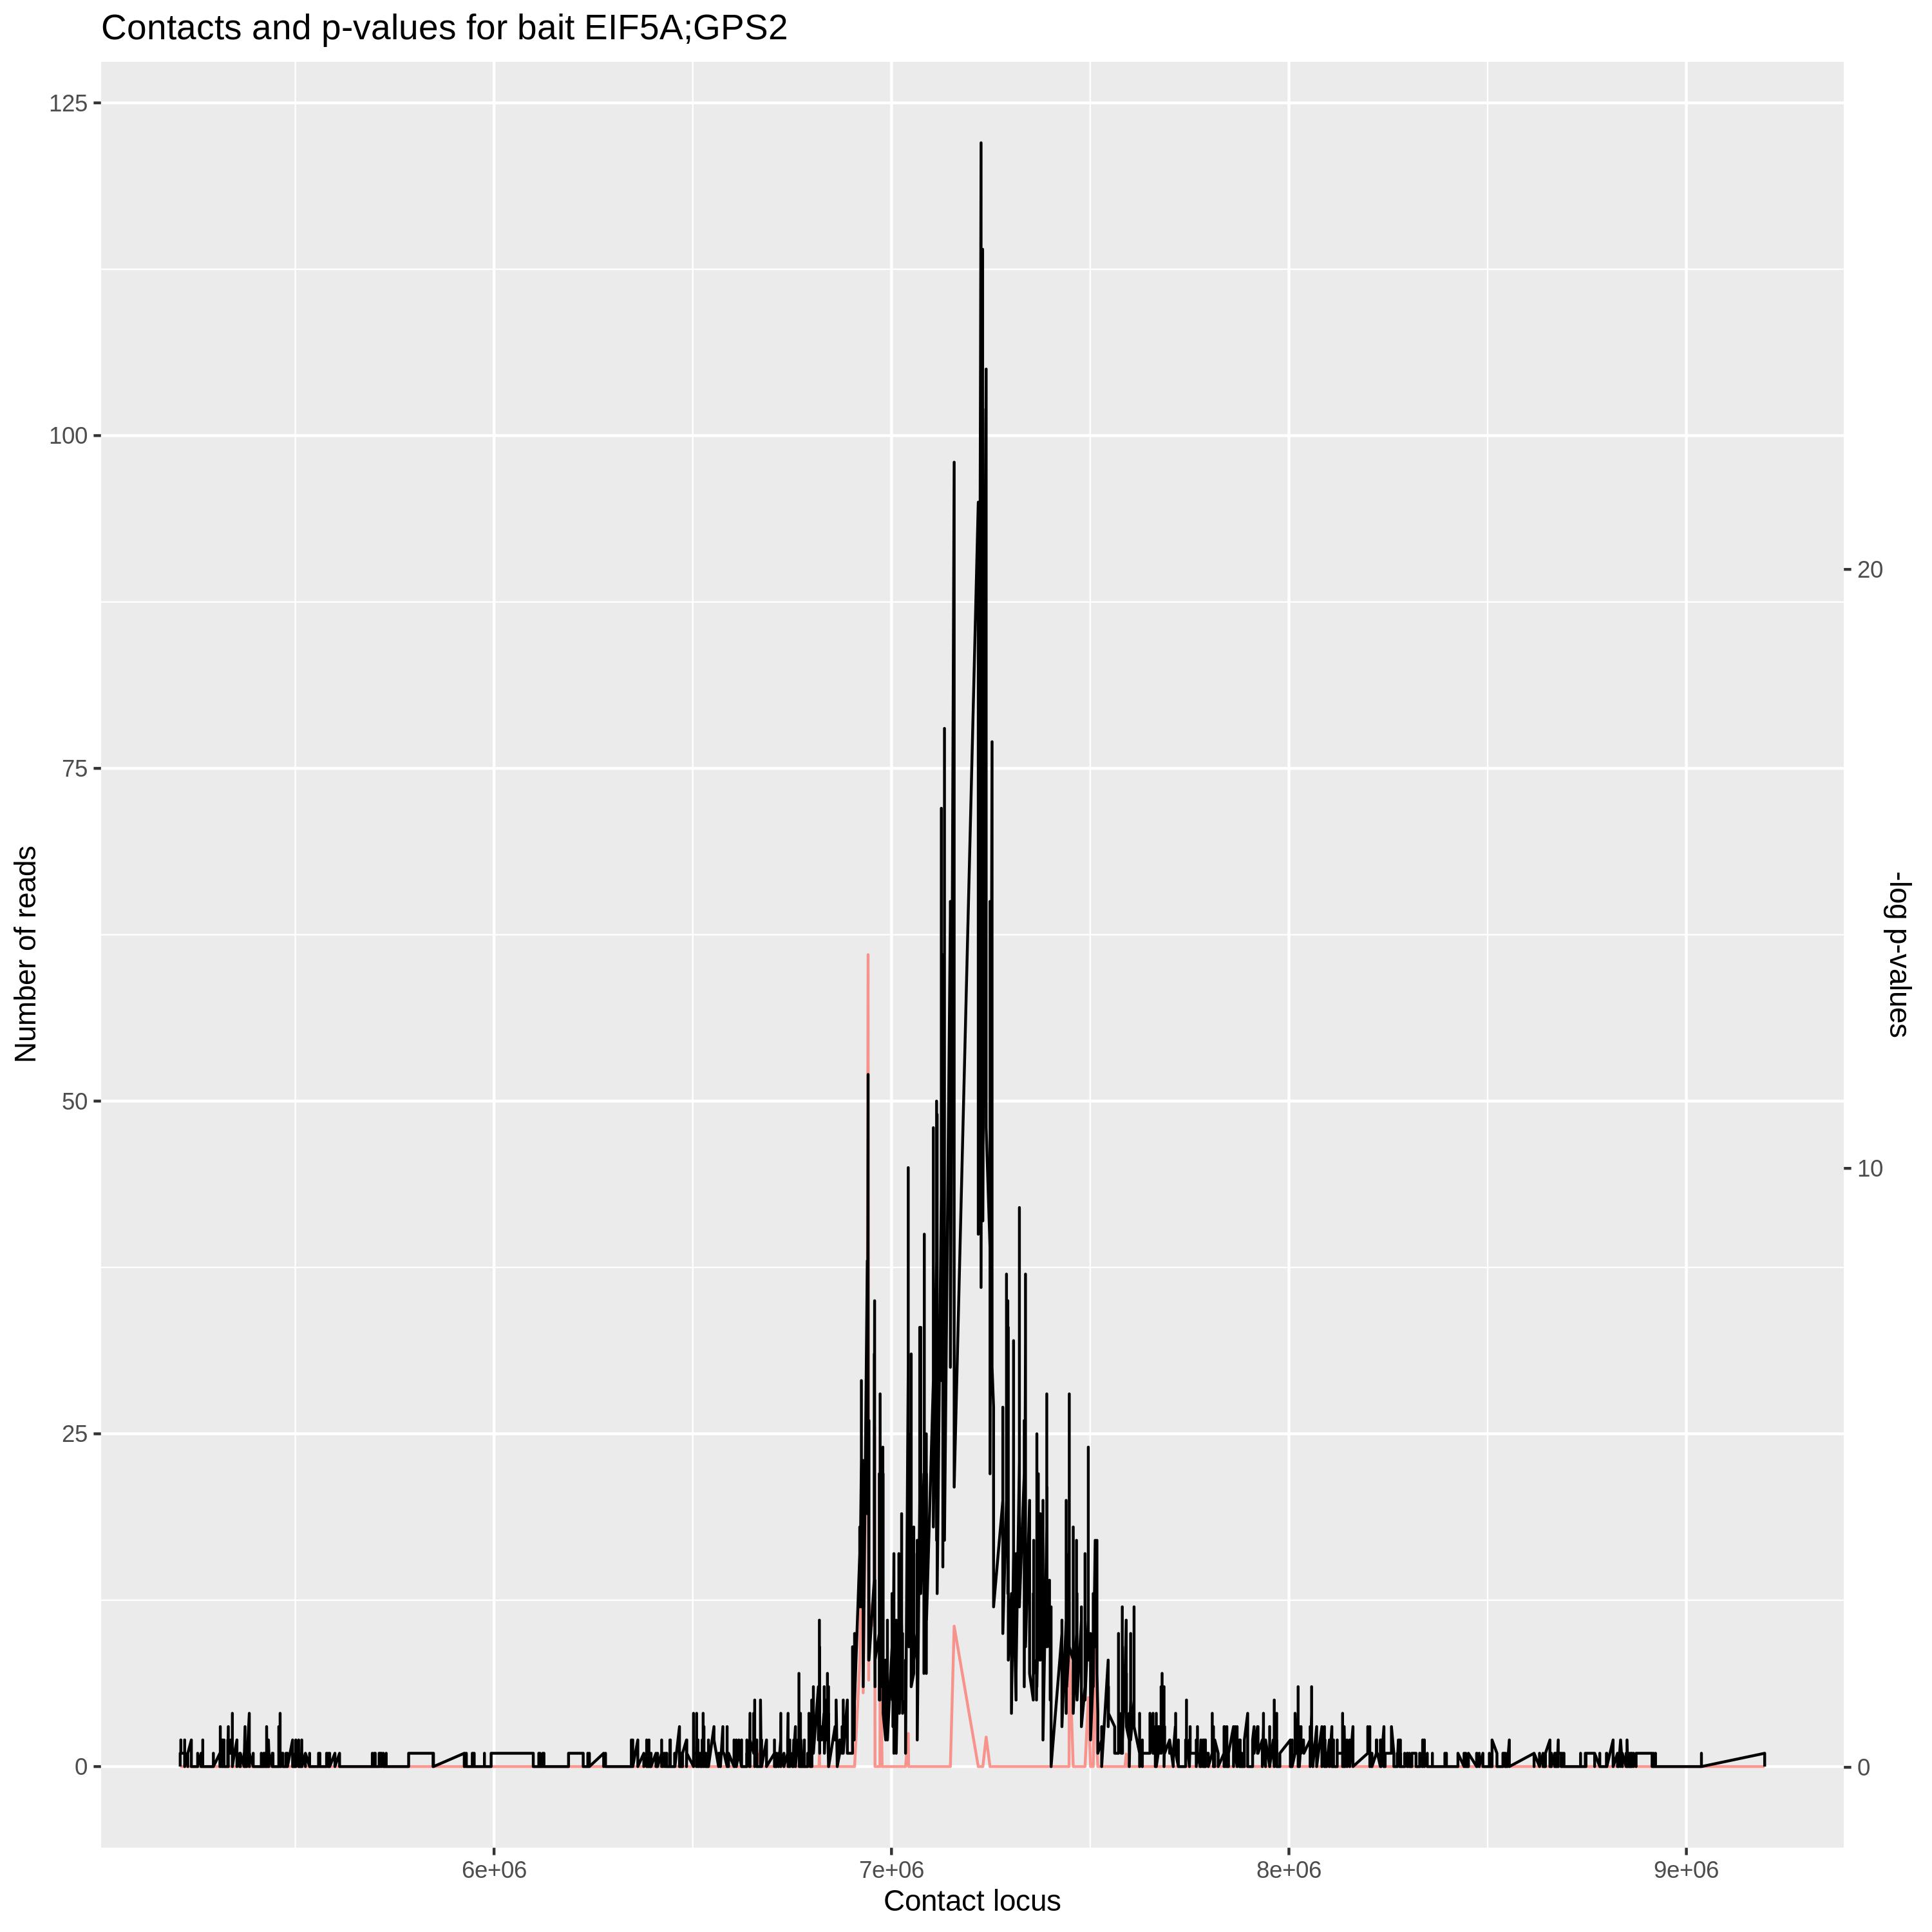 Contacts and p-values for bait EIF5A;GPS2
125
100
75
50
25
0
Number of reads
20
10
0
-log p-values
6e+06
7e+06
8e+06
9e+06
Contact locus